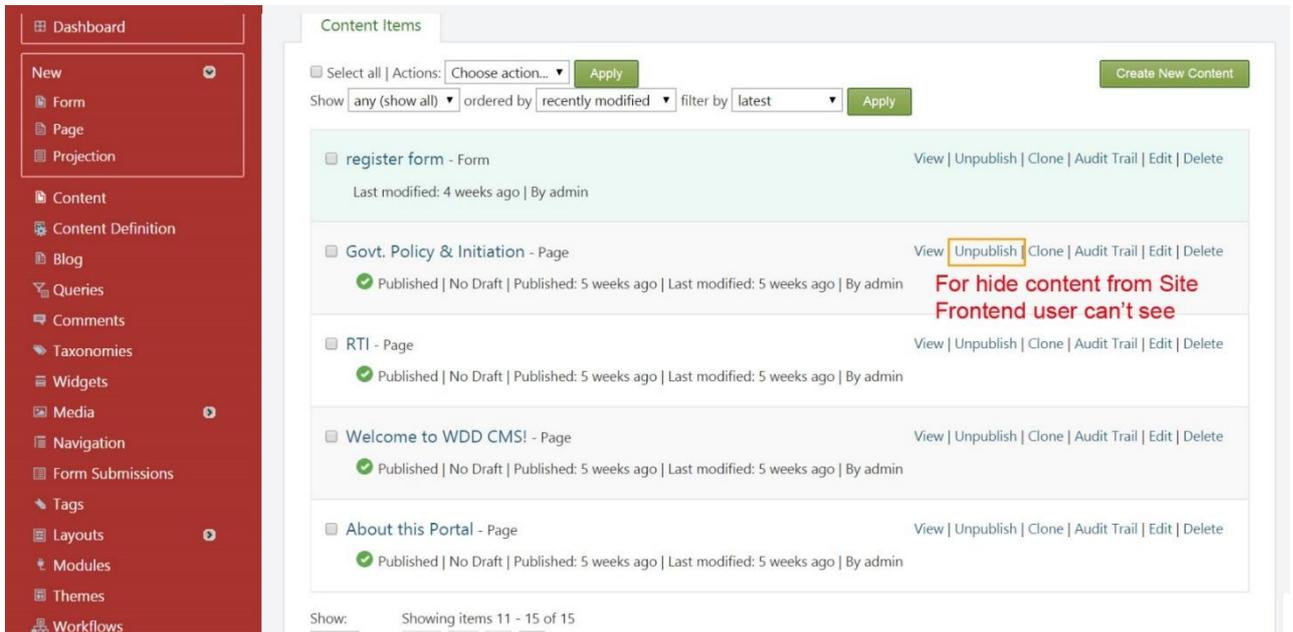 Dashboard
New
Form
Page
Projection
Content
Content Definition
Blog
Queries
Comments
Taxonomies
Widgets
Media
Navigation
Form Submissions
Tags
Layouts
Modules
Themes
Workflows
Content Items
Select all | Actions: Choose action... Apply
Create New Content
Show any (show all) ordered by recently modified filter by latest Apply
register form - Form
View | Unpublish | Clone | Audit Trail | Edit | Delete
Last modified: 4 weeks ago | By admin
Govt. Policy & Initiation - Page
View Unpublish | Clone | Audit Trail | Edit | Delete
Published | No Draft | Published: 5 weeks ago | Last modified: 5 weeks ago | By admin
For hide content from Site
Frontend user can't see
RTI - Page
View | Unpublish | Clone | Audit Trail | Edit | Delete
Published | No Draft | Published: 5 weeks ago | Last modified: 5 weeks ago | By admin
Welcome to WDD CMS! - Page
View | Unpublish | Clone | Audit Trail | Edit | Delete
Published | No Draft | Published: 5 weeks ago | Last modified: 5 weeks ago | By admin
About this Portal - Page
View | Unpublish | Clone | Audit Trail | Edit | Delete
Published | No Draft | Published: 5 weeks ago | Last modified: 5 weeks ago | By admin
Show: Showing items 11 - 15 of 15